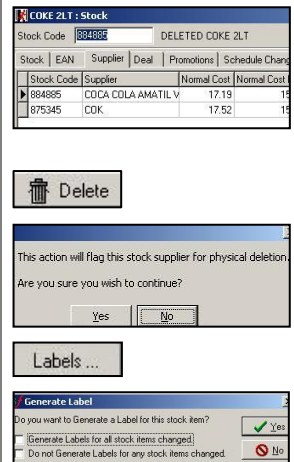 COKE 2LT : Stock
Stock Code 884885 DELETED COKE 2LT
Stock EAN Supplier Deal Promotions Schedule
Stock Code Supplier Normal Cost Normal Cost
884885 COCA COLA AMATIL V 17.19 15
875345 COK 17.52 15
Delete
This action will flag this stock supplier for physical deletion.
Are you sure you wish to continue?
Yes No
Labels ...
Generate Label
Do you want to Generate a Label for this stock item?
Yes
Generate Labels for all stock items changed
Do not Generate Labels for any stock items changed.
No